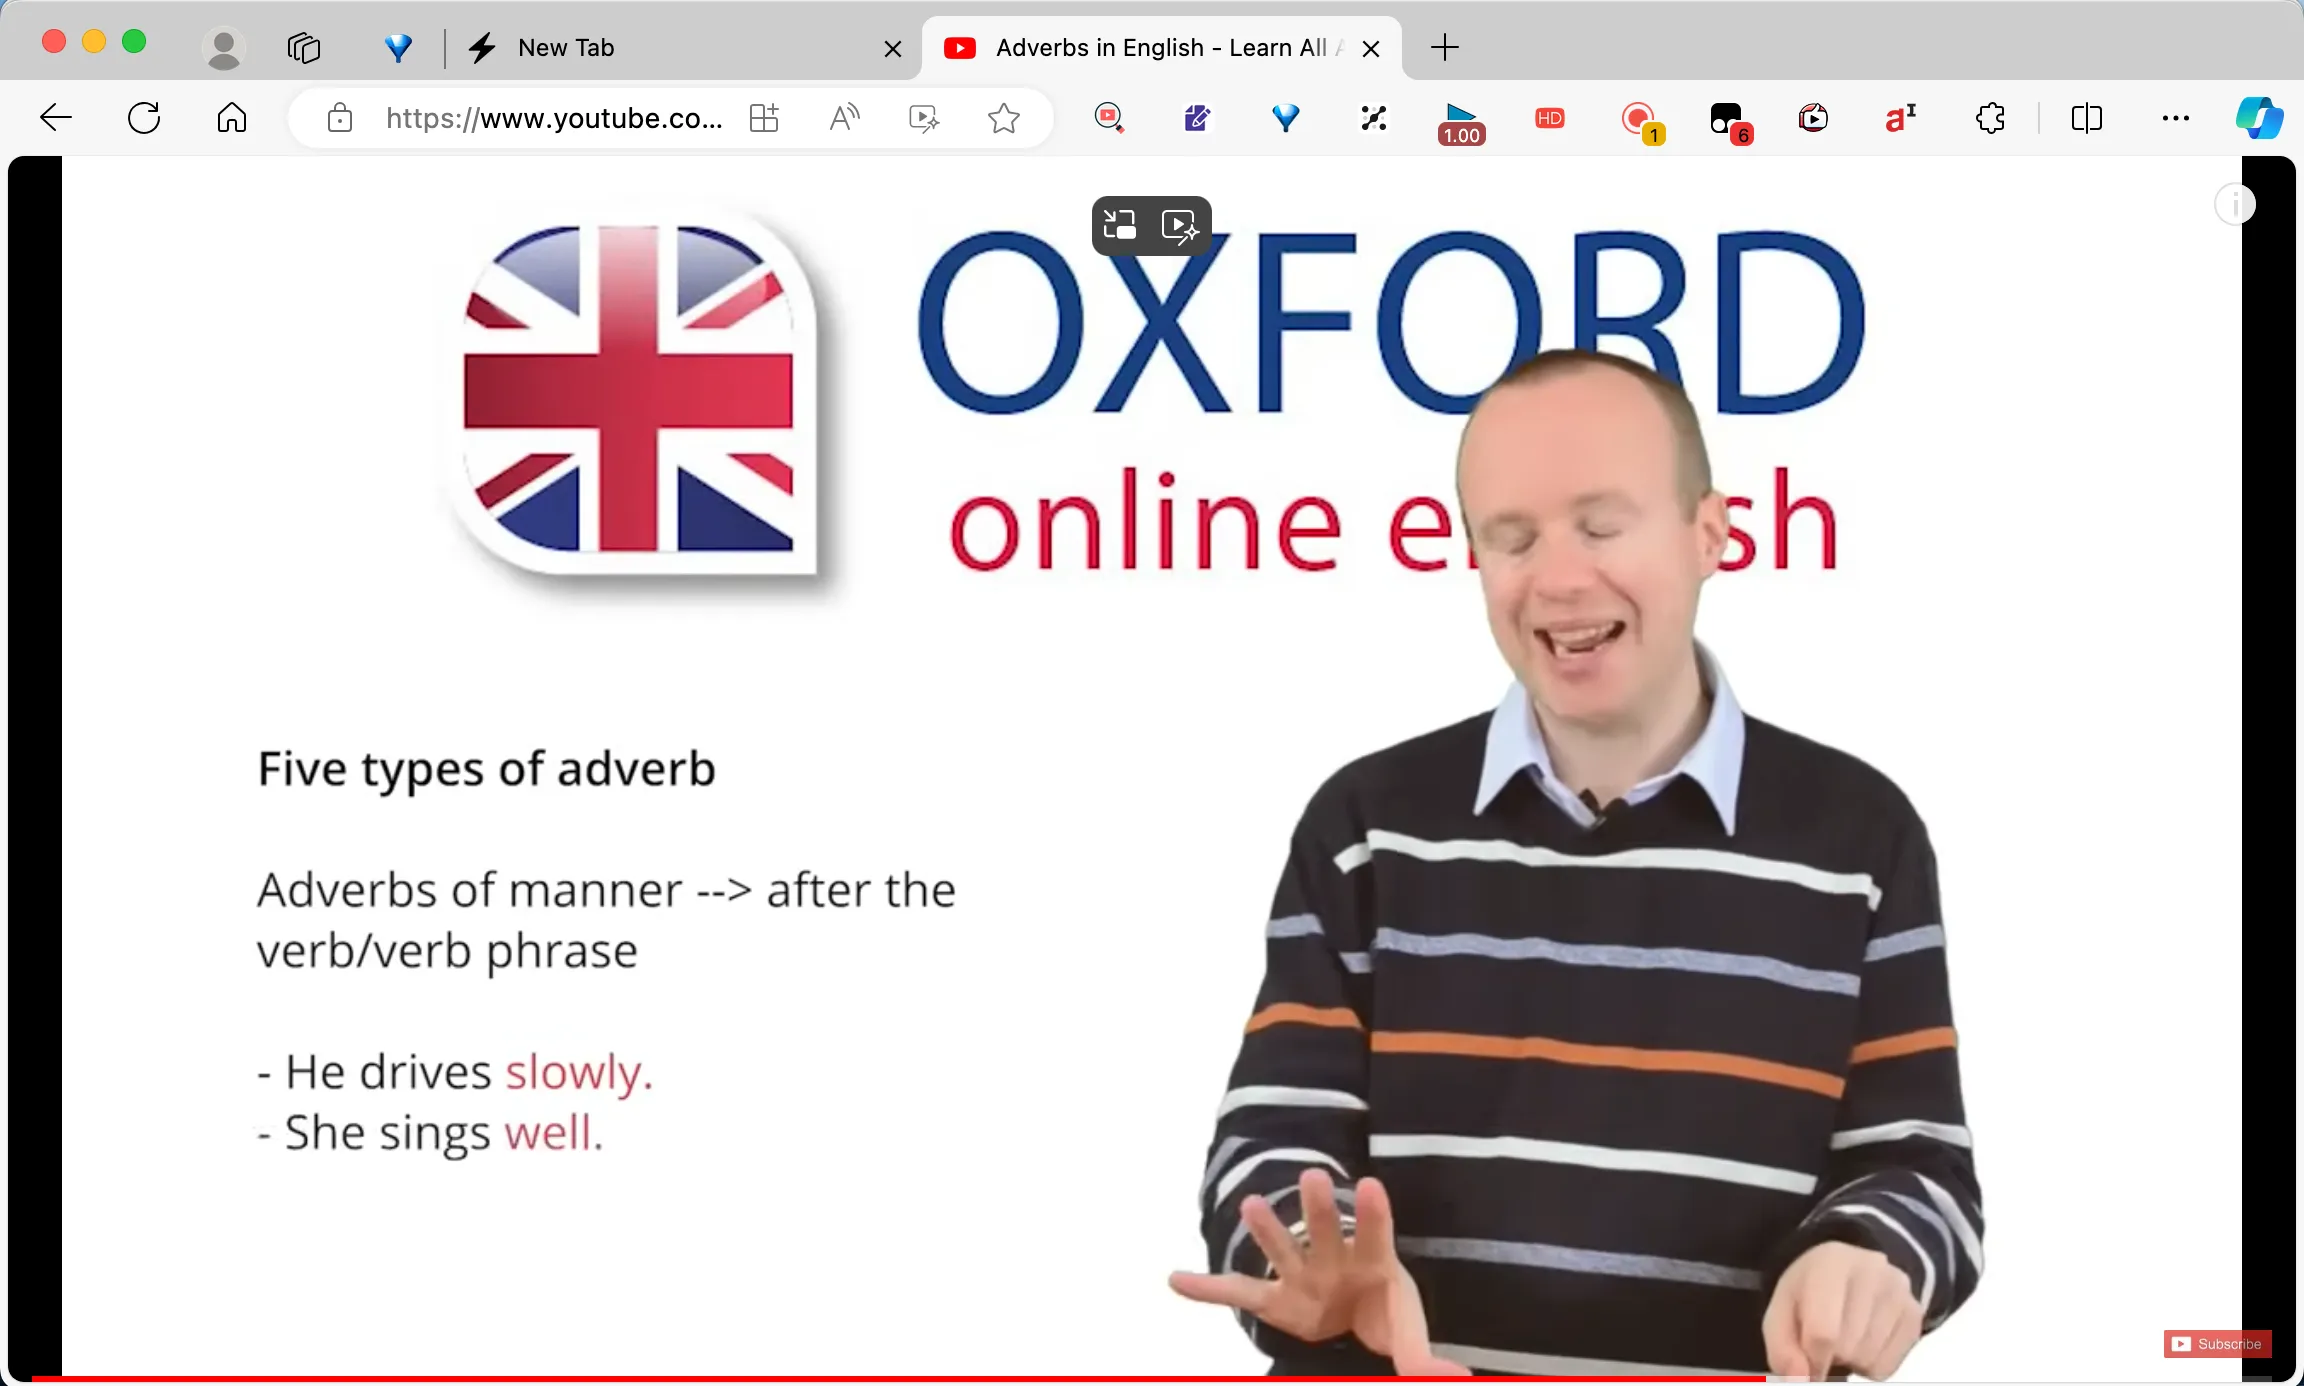 New Tab
Adverbs in English - Learn All
https://www.youtube.co...
HD
1.00
1
6
OXFORD
online e sh
Five types of adverb
Adverbs of manner --> after the
verb/verb phrase
- He drives slowly.
- She sings well.
Subscribe